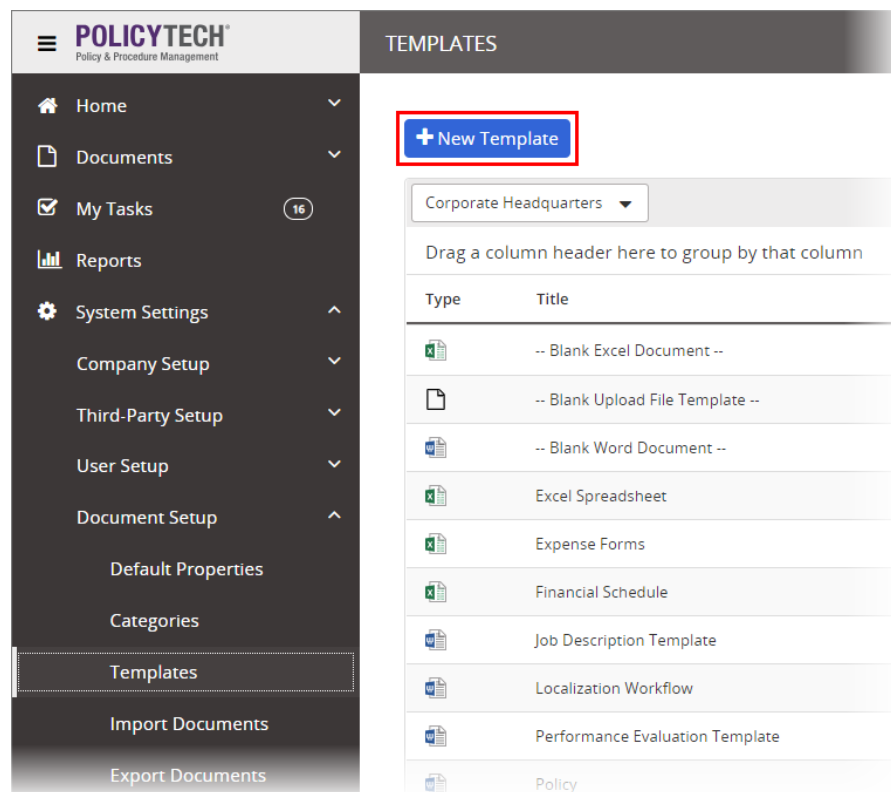 POLICYTECH®
Policy & Procedure Management
TEMPLATES
Home
Documents
My Tasks 16
Reports
System Settings
Company Setup
Third-Party Setup
User Setup
Document Setup
Default Properties
Categories
Templates
Import Documents
Export Documents
+ New Template
Corporate Headquarters
Drag a column header here to group by that column
Type Title
-- Blank Excel Document --
-- Blank Upload File Template --
-- Blank Word Document --
Excel Spreadsheet
Expense Forms
Financial Schedule
Job Description Template
Localization Workflow
Performance Evaluation Template
Policy